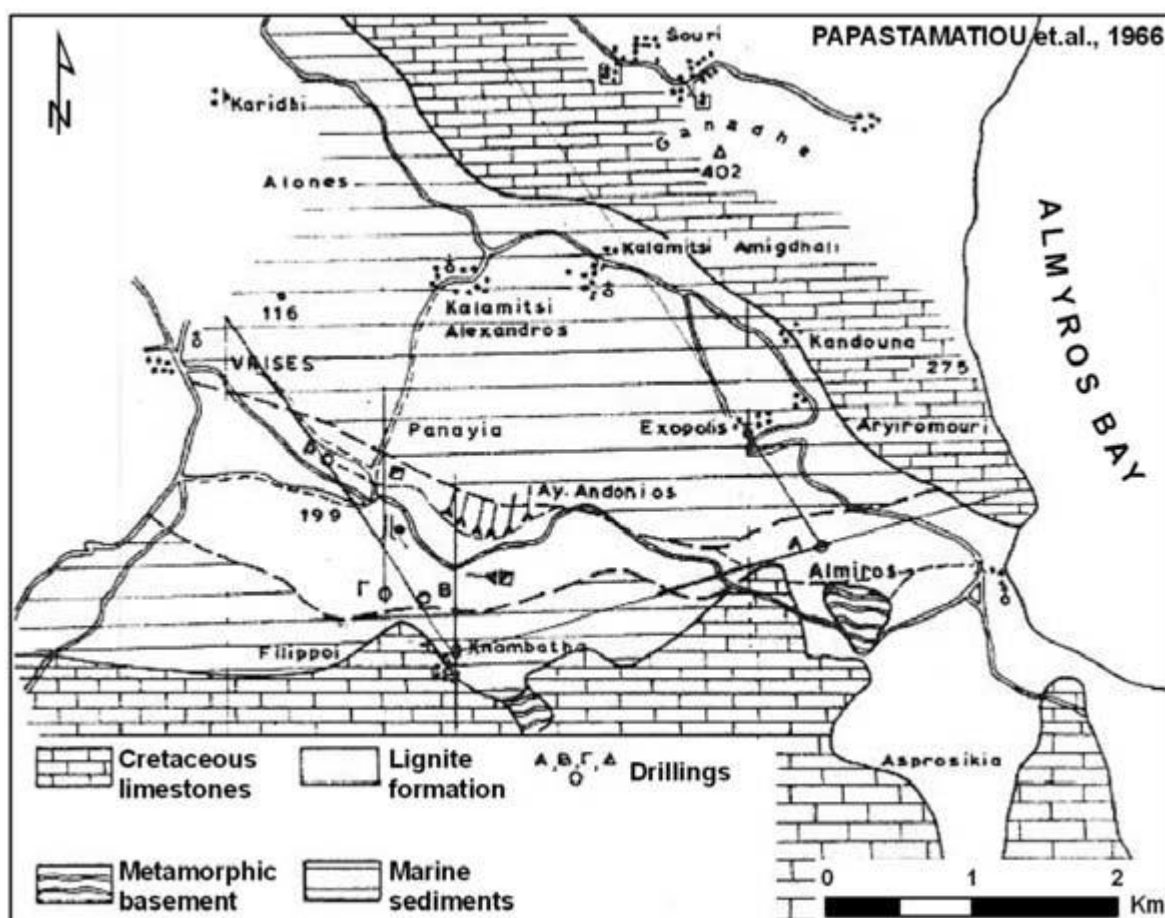 PAPASTAMATIOU et.al., 1966
N
Souri
Karidhi
402
Alones
ALMYROS BAY
Kalamitsi Amigdhali
Kalamitsi
Alexandros
116
VRISES
Kandouna
275
Panayia
Exopolis
Aryiromouri
Ay. Andonios
199
A
Almiros
Γ
B
Filippoi
Asprosikia
Cretaceous
limestones
Lignite
formation
A, B, Γ, Δ
Drillings
Metamorphic
basement
Marine
sediments
0 1 2
Km